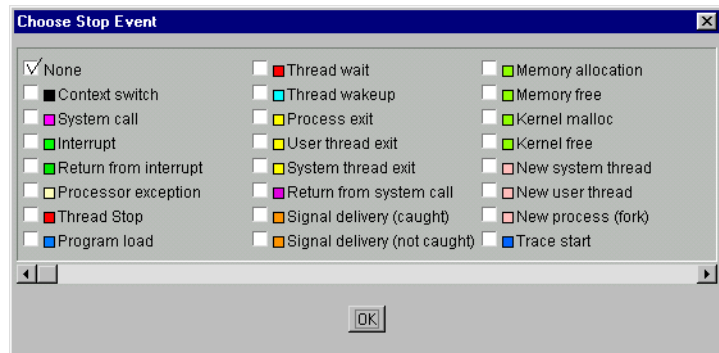 Choose Stop Event
None Thread wait Memory allocation
Context switch Thread wakeup Memory free
System call Process exit Kernel malloc
Interrupt User thread exit Kernel free
Return from interrupt System thread exit New system thread
Processor exception Return from system call New user thread
Thread Stop Signal delivery (caught) New process (fork)
Program load Signal delivery (not caught) Trace start
OK